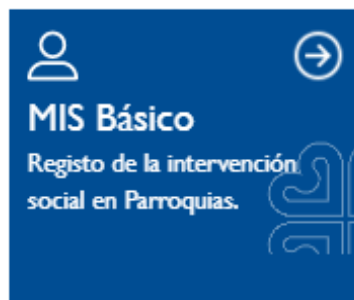 MIS Básico
Registo de la intervención
social en Parroquias.